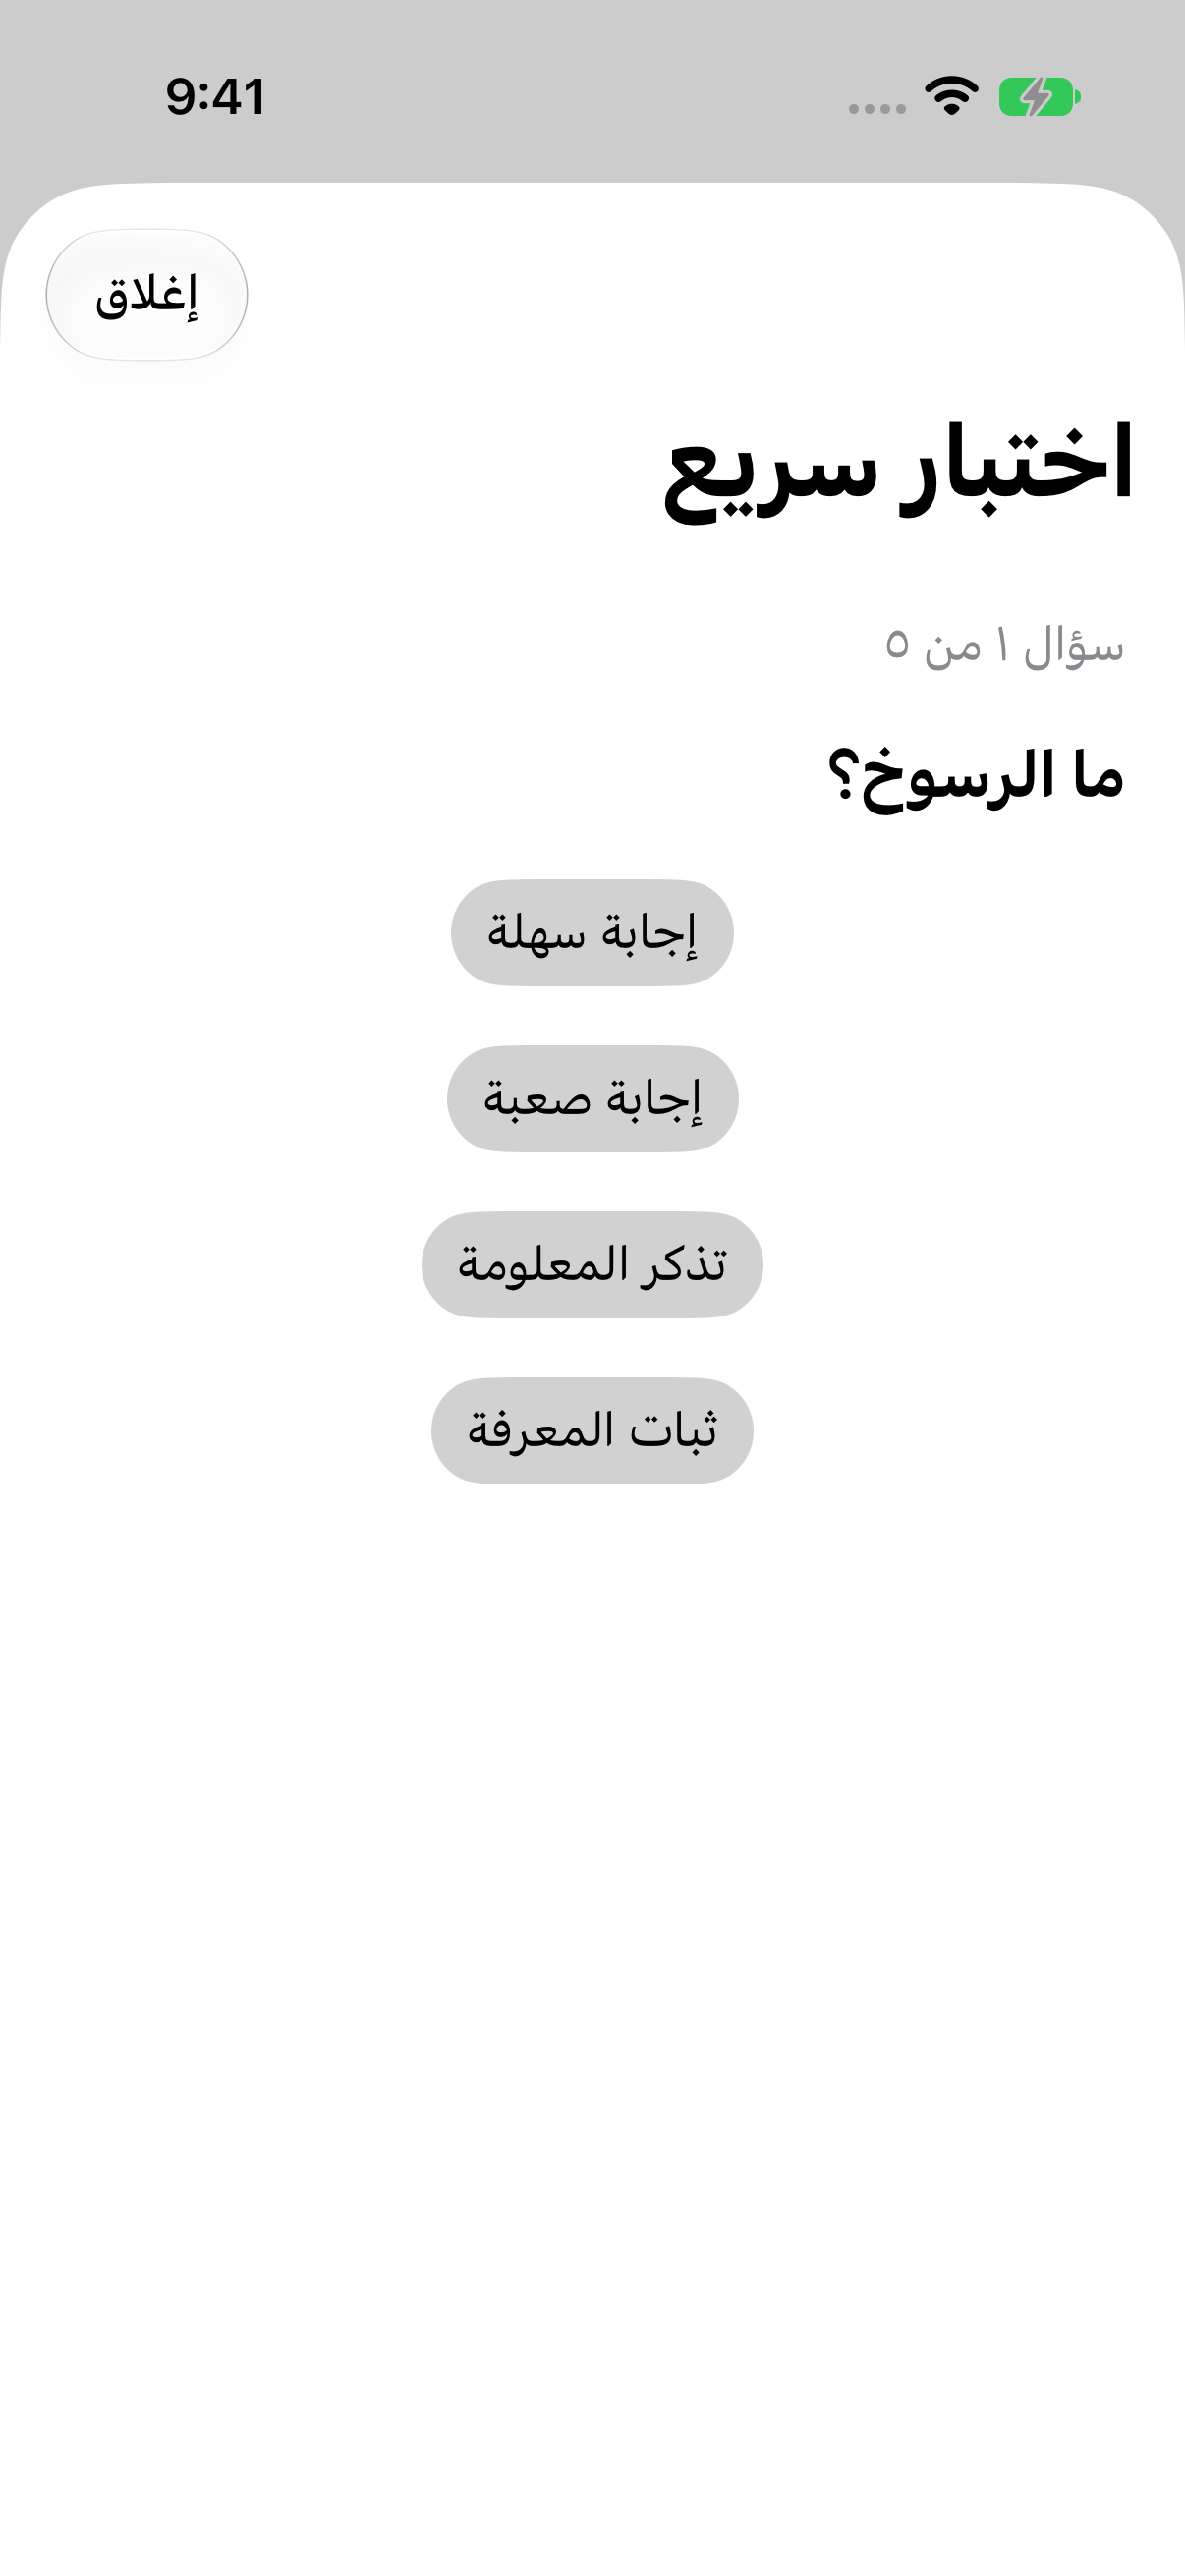 9:41
إغلاق
اختبار سريع
سؤال ١ من ٥
ما الرسوخ؟
إجابة سهلة
إجابة صعبة
تذكر المعلومة
ثبات المعرفة